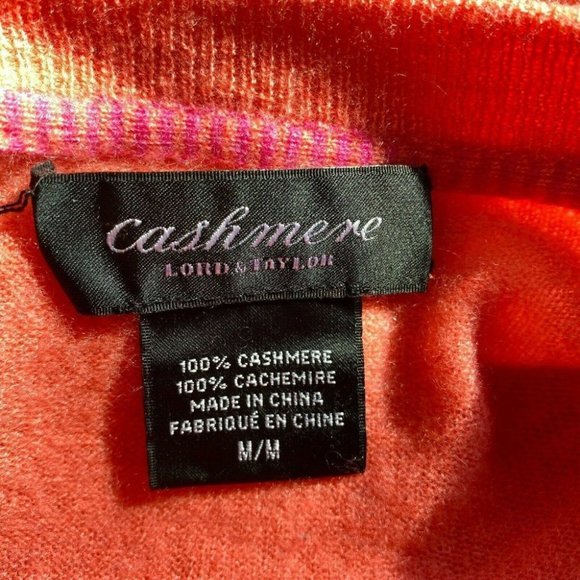 Cashmere
LORD & TAYLOR
100% CASHMERE
100% CACHEMIRE
MADE IN CHINA
FABRIQUÉ EN CHINE
M/M